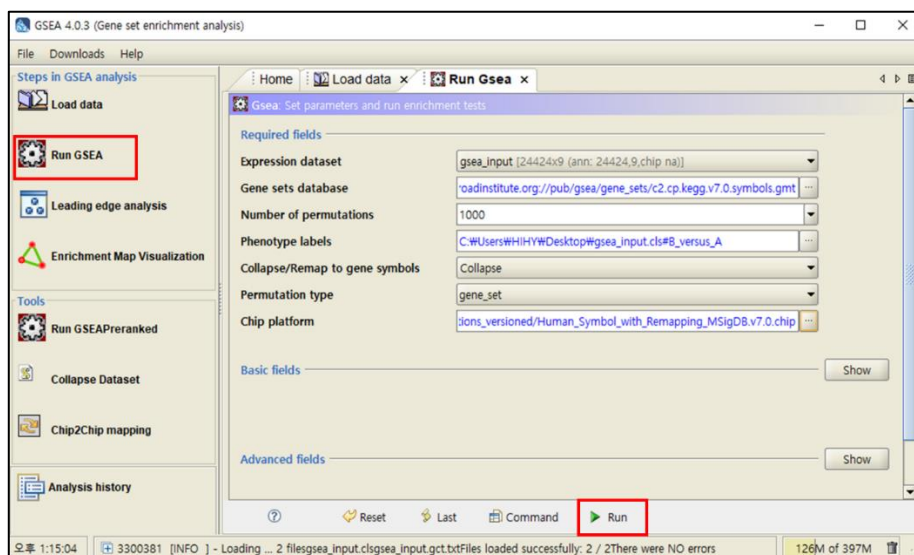 GSEA 4.0.3 (Gene set enrichment analysis)
File Downloads Help
Steps in GSEA analysis
Load data
Run GSEA
Leading edge analysis
Enrichment Map Visualization
Tools
Run GSEAPreranked
Collapse Dataset
Chip2Chip mapping
Analysis history
Home Load data x Run Gsea x
Gsea: Set parameters and run enrichment tests
Required fields
Expression dataset gsea_input [24424x9 (ann: 24424,9,chip na)]
Gene sets database roadinstitute.org://pub/gsea/gene_sets/c2.cp.kegg.v7.0.symbols.gmt ...
Number of permutations 1000
Phenotype labels C:₩Users₩HIHY₩Desktop₩gsea_input.cls#B_versus_A ...
Collapse/Remap to gene symbols Collapse
Permutation type gene_set
Chip platform :ions_versioned/Human_Symbol_with_Remapping_MSigDB.v7.0.chip ...
Basic fields Show
Advanced fields Show
? Reset Last Command Run
오후 1:15:04 3300381 [INFO ] - Loading ... 2 filesgsea_input.clsgsea_input.gct.txtFiles loaded successfully: 2 / 2There were NO errors 126M of 397M